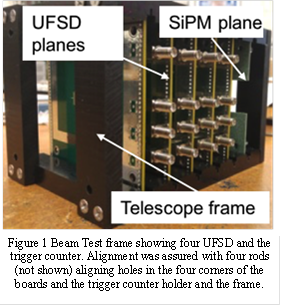 UFSD
planes
SiPM plane
Telescope frame
Figure 1 Beam Test frame showing four UFSD and the
trigger counter. Alignment was assured with four rods
(not shown) aligning holes in the four corners of the
boards and the trigger counter holder and the frame.